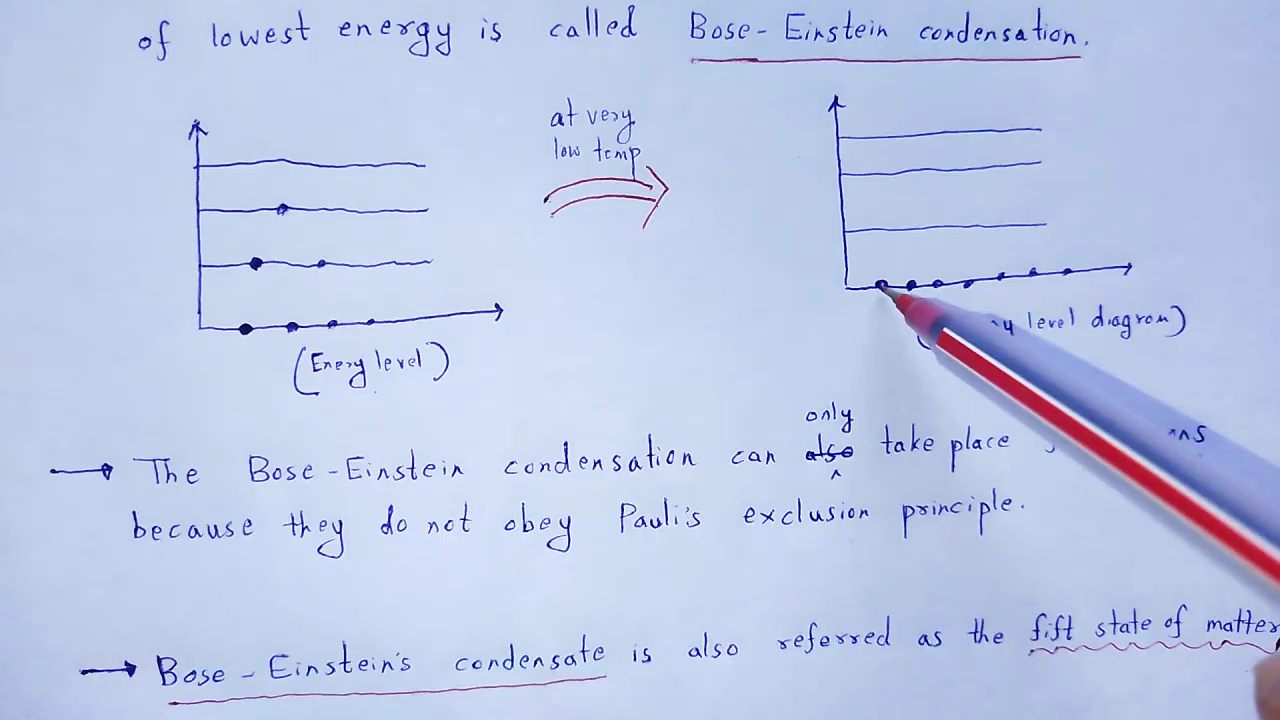 of lowest energy is called Bose-Einstein condensation.
at very
low temp
(Energy level)
level diagram)
only
The Bose-Einstein condensation can also take place
because they do not obey Pauli's exclusion principle.
Bose-Einstein's condensate is also referred as the fift state of matter